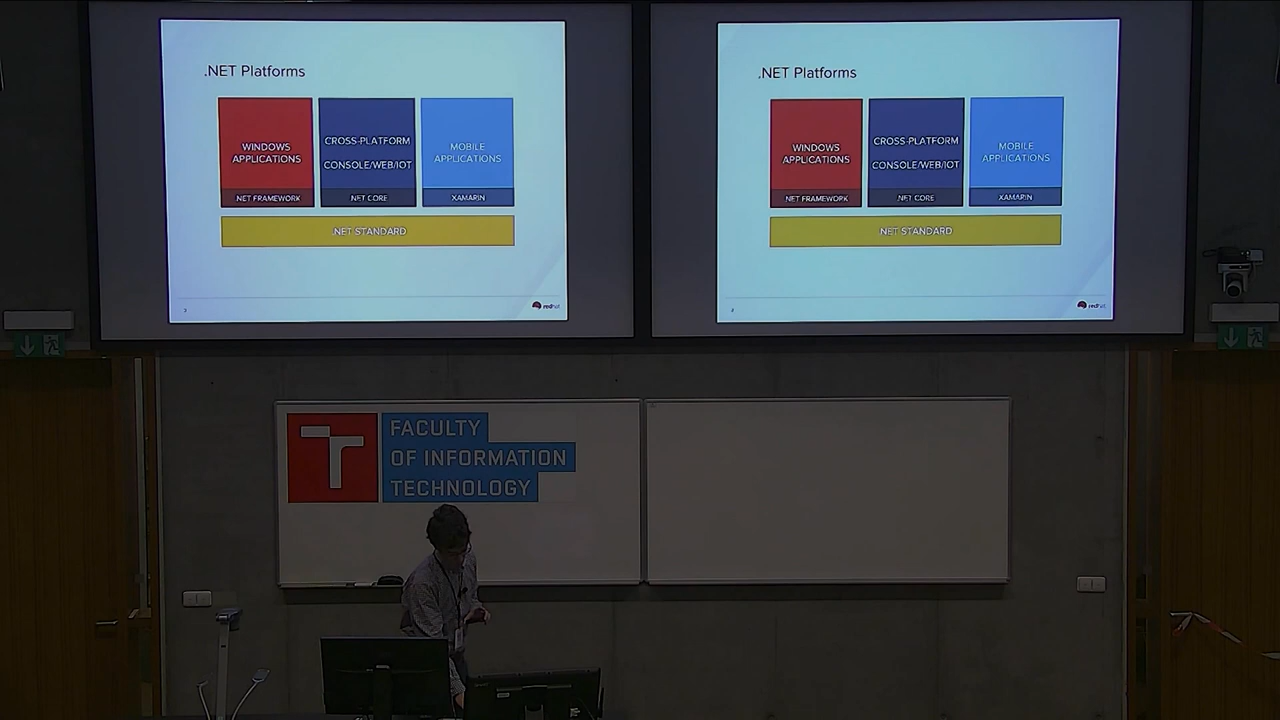 .NET Platforms
WINDOWS
APPLICATIONS
.NET FRAMEWORK
CROSS-PLATFORM
CONSOLE/WEB/IOT
.NET CORE
MOBILE
APPLICATIONS
XAMARIN
.NET STANDARD
redhat
.NET Platforms
WINDOWS
APPLICATIONS
.NET FRAMEWORK
CROSS-PLATFORM
CONSOLE/WEB/IOT
.NET CORE
MOBILE
APPLICATIONS
XAMARIN
.NET STANDARD
redhat
T
FACULTY
OF INFORMATION
TECHNOLOGY